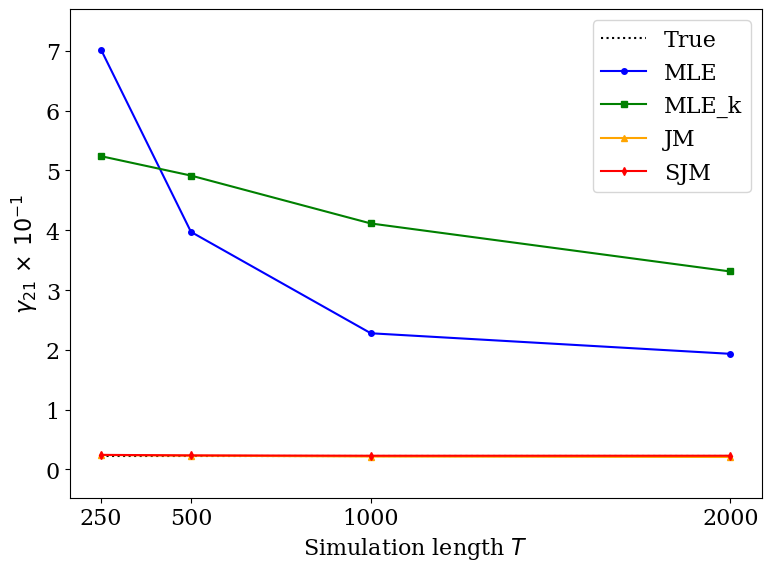 True
MLE
MLE_k
JM
SJM
7
6
5
4
3
2
1
0
γ₂₁ × 10⁻¹
250 500 1000 2000
Simulation length T